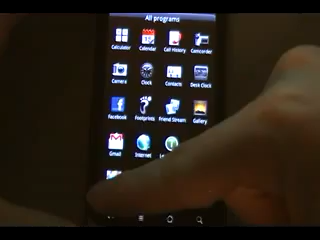 All programs
Calculator Calendar Call History Camcorder
Camera Clock Contacts Desk Clock
Facebook Footprints Friend Stream Gallery
Gmail Internet